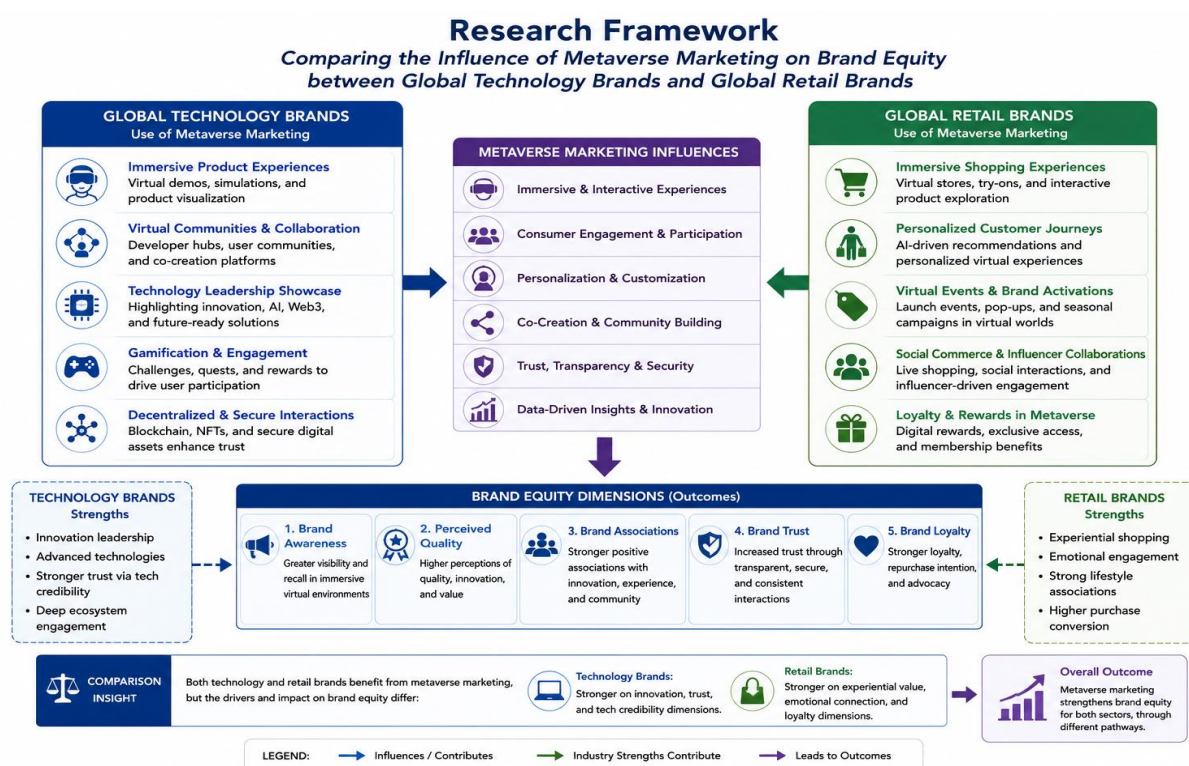 Research Framework
Comparing the Influence of Metaverse Marketing on Brand Equity
between Global Technology Brands and Global Retail Brands
GLOBAL TECHNOLOGY BRANDS
Use of Metaverse Marketing
Immersive Product Experiences
Virtual demos, simulations, and
product visualization
Virtual Communities & Collaboration
Developer hubs, user communities,
and co-creation platforms
Technology Leadership Showcase
Highlighting innovation, AI, Web3,
and future-ready solutions
Gamification & Engagement
Challenges, quests, and rewards to
drive user participation
Decentralized & Secure Interactions
Blockchain, NFTs, and secure digital
assets enhance trust
METAVERSE MARKETING INFLUENCES
Immersive & Interactive Experiences
Consumer Engagement & Participation
Personalization & Customization
Co-Creation & Community Building
Trust, Transparency & Security
Data-Driven Insights & Innovation
GLOBAL RETAIL BRANDS
Use of Metaverse Marketing
Immersive Shopping Experiences
Virtual stores, try-ons, and interactive
product exploration
Personalized Customer Journeys
AI-driven recommendations and
personalized virtual experiences
Virtual Events & Brand Activations
Launch events, pop-ups, and seasonal
campaigns in virtual worlds
Social Commerce & Influencer Collaborations
Live shopping, social interactions, and
influencer-driven engagement
Loyalty & Rewards in Metaverse
Digital rewards, exclusive access,
and membership benefits
TECHNOLOGY BRANDS
Strengths
• Innovation leadership
• Advanced technologies
• Stronger trust via tech
credibility
• Deep ecosystem
engagement
BRAND EQUITY DIMENSIONS (Outcomes)
1. Brand
Awareness
Greater visibility and
recall in immersive
virtual environments
2. Perceived
Quality
Higher perceptions of
quality, innovation,
and value
3. Brand Associations
Stronger positive
associations with
innovation, experience,
and community
4. Brand Trust
Increased trust through
transparent, secure,
and consistent
interactions
5. Brand Loyalty
Stronger loyalty,
repurchase intention,
and advocacy
RETAIL BRANDS
Strengths
• Experiential shopping
• Emotional engagement
• Strong lifestyle
associations
• Higher purchase
conversion
COMPARISON
INSIGHT
Both technology and retail brands benefit from metaverse marketing,
but the drivers and impact on brand equity differ:
Technology Brands:
Stronger on innovation, trust,
and tech credibility dimensions.
Retail Brands:
Stronger on experiential value,
emotional connection, and
loyalty dimensions.
Overall Outcome
Metaverse marketing
strengthens brand equity
for both sectors, through
different pathways.
LEGEND:
Influences / Contributes
Industry Strengths Contribute
Leads to Outcomes